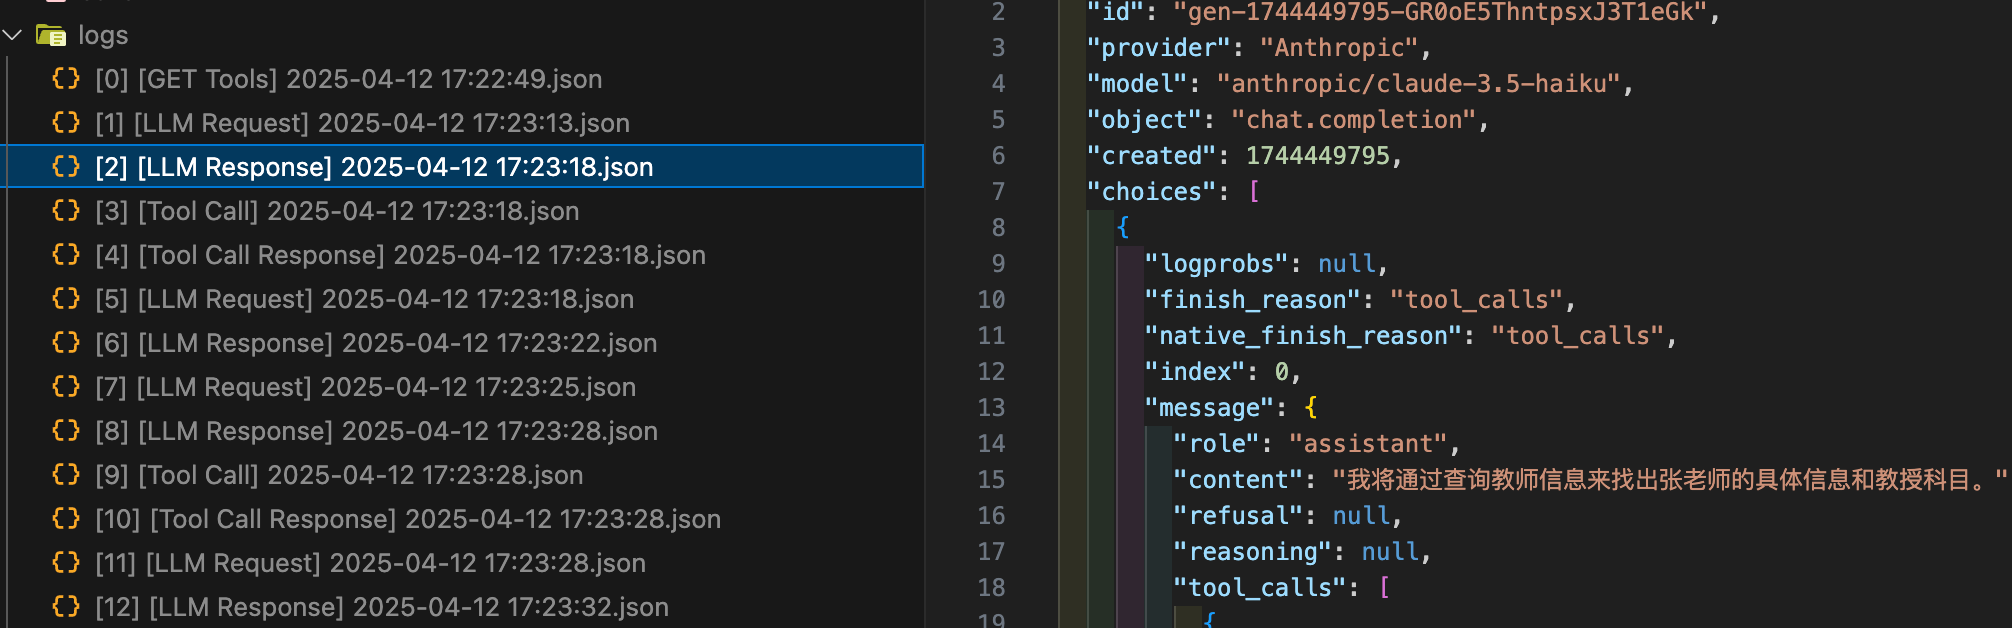 logs
[0] [GET Tools] 2025-04-12 17:22:49.json
[1] [LLM Request] 2025-04-12 17:23:13.json
[2] [LLM Response] 2025-04-12 17:23:18.json
[3] [Tool Call] 2025-04-12 17:23:18.json
[4] [Tool Call Response] 2025-04-12 17:23:18.json
[5] [LLM Request] 2025-04-12 17:23:18.json
[6] [LLM Response] 2025-04-12 17:23:22.json
[7] [LLM Request] 2025-04-12 17:23:25.json
[8] [LLM Response] 2025-04-12 17:23:28.json
[9] [Tool Call] 2025-04-12 17:23:28.json
[10] [Tool Call Response] 2025-04-12 17:23:28.json
[11] [LLM Request] 2025-04-12 17:23:28.json
[12] [LLM Response] 2025-04-12 17:23:32.json
2 "id": "gen-1744449795-GR0oE5ThntpsxJ3T1eGk",
3 "provider": "Anthropic",
4 "model": "anthropic/claude-3.5-haiku",
5 "object": "chat.completion",
6 "created": 1744449795,
7 "choices": [
8 {
9 "logprobs": null,
10 "finish_reason": "tool_calls",
11 "native_finish_reason": "tool_calls",
12 "index": 0,
13 "message": {
14 "role": "assistant",
15 "content": "我将通过查询教师信息来找出张老师的具体信息和教授科目。"
16 "refusal": null,
17 "reasoning": null,
18 "tool_calls": [
19 {